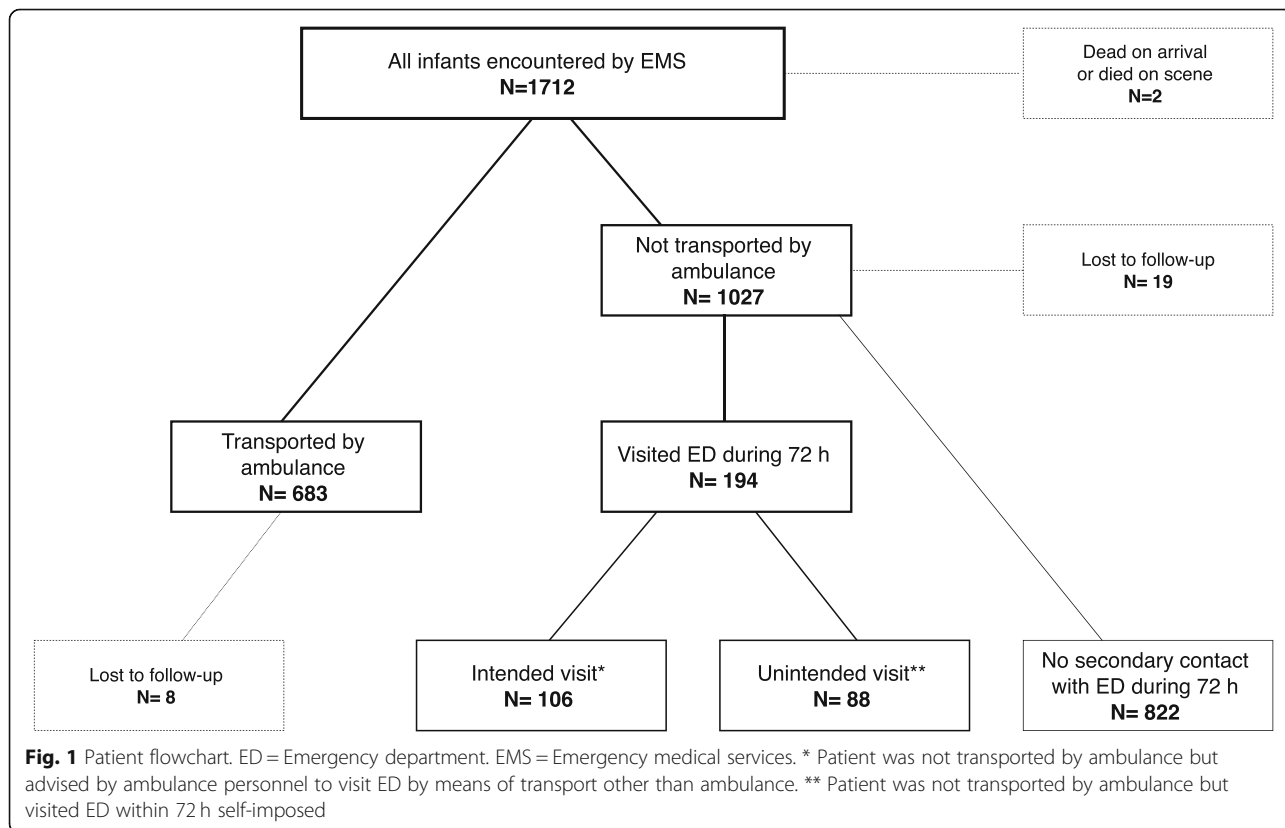 All infants encountered by EMS
N=1712
Dead on arrival
or died on scene
N=2
Not transported by
ambulance
N= 1027
Lost to follow-up
N= 19
Transported by
ambulance
N= 683
Visited ED during 72 h
N= 194
Lost to follow-up
N= 8
Intended visit*
N= 106
Unintended visit**
N= 88
No secondary contact
with ED during 72 h
N= 822
Fig. 1 Patient flowchart. ED = Emergency department. EMS = Emergency medical services. * Patient was not transported by ambulance but
advised by ambulance personnel to visit ED by means of transport other than ambulance. ** Patient was not transported by ambulance but
visited ED within 72 h self-imposed